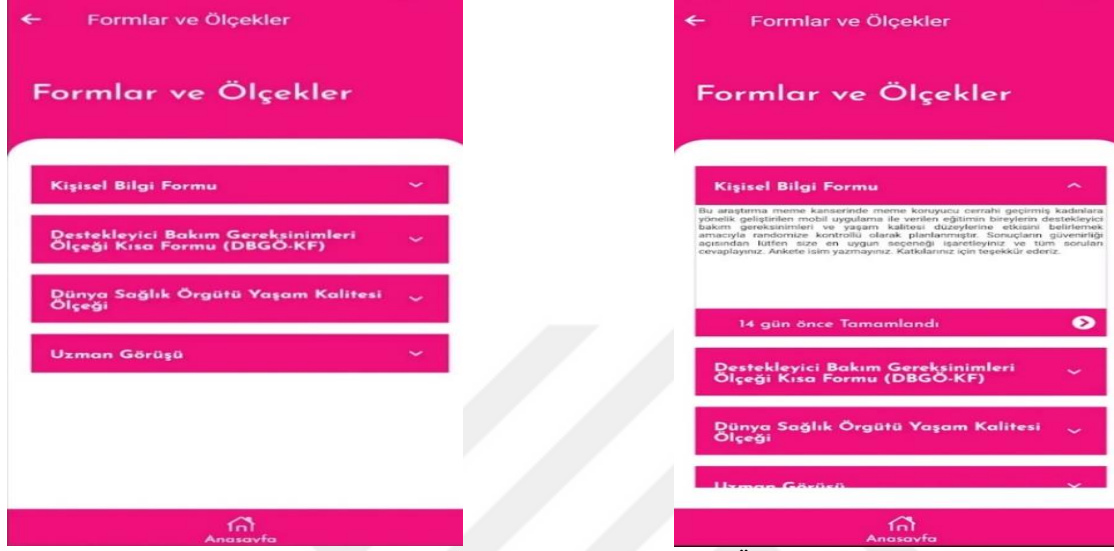 Formlar ve Ölçekler
Formlar ve Ölçekler
Kişisel Bilgi Formu
Destekleyici Bakım Gereksinimleri
Ölçeği Kısa Formu (DBGÖ-KF)
Dünya Sağlık Örgütü Yaşam Kalitesi
Ölçeği
Uzman Görüşü
Anasayfa
Formlar ve Ölçekler
Formlar ve Ölçekler
Kişisel Bilgi Formu
Bu araştırma meme kanserinde meme koruyucu cerrahi geçirmiş kadınlara
yönelik geliştirilen mobil uygulama ile verilen eğitimin bireylerin destekleyici
bakım gereksinimleri ve yaşam kalitesi düzeylerine etkisini belirlemek
amacıyla randomize kontrollü olarak planlanmıştır. Sonuçların güvenirliği
açısından lütfen size en uygun seçeneği işaretleyiniz ve tüm soruları
cevaplayınız. Ankete isim yazmayınız. Katkılarınız için teşekkür ederiz.
14 gün önce Tamamlandı
Destekleyici Bakım Gereksinimleri
Ölçeği Kısa Formu (DBGÖ-KF)
Dünya Sağlık Örgütü Yaşam Kalitesi
Ölçeği
Uzman Görüşü
Anasayfa